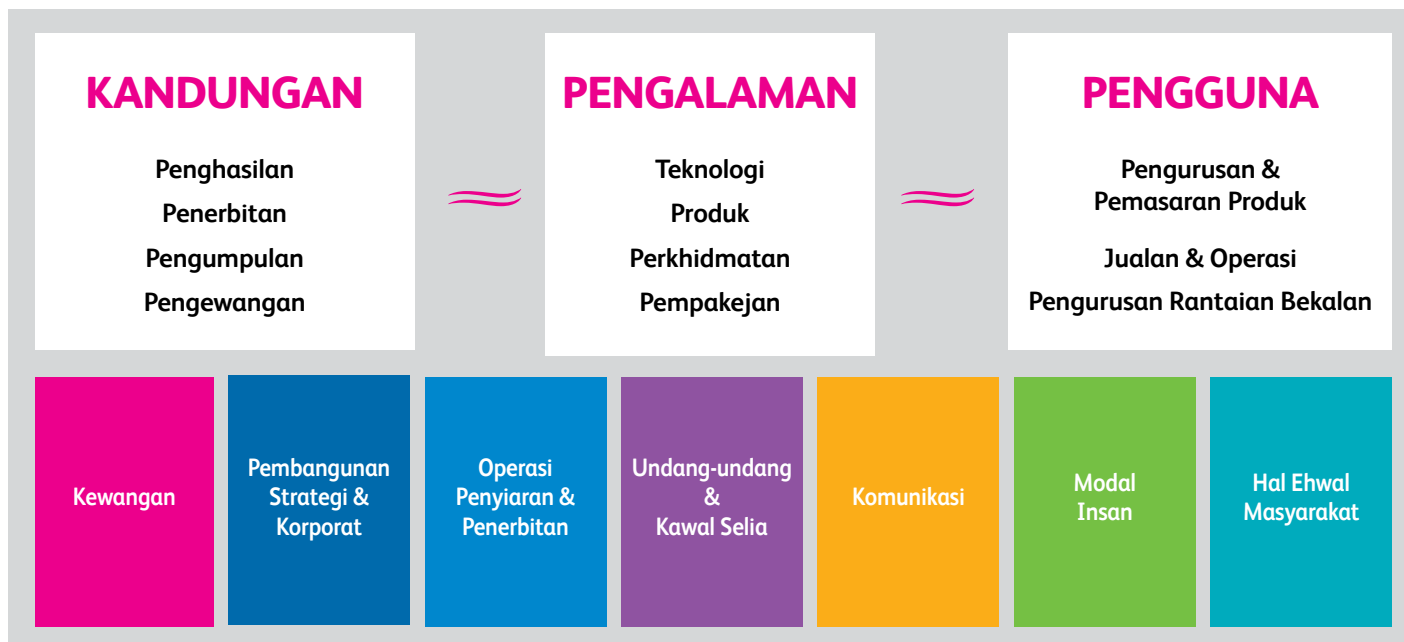 KANDUNGAN
Penghasilan
Penerbitan
Pengumpulan
Pengewangan
PENGALAMAN
Teknologi
Produk
Perkhidmatan
Pempakejan
PENGGUNA
Pengurusan &
Pemasaran Produk
Jualan & Operasi
Pengurusan Rantaian Bekalan
Kewangan
Pembangunan
Strategi &
Korporat
Operasi
Penyiaran &
Penerbitan
Undang-undang
&
Kawal Selia
Komunikasi
Modal
Insan
Hal Ehwal
Masyarakat